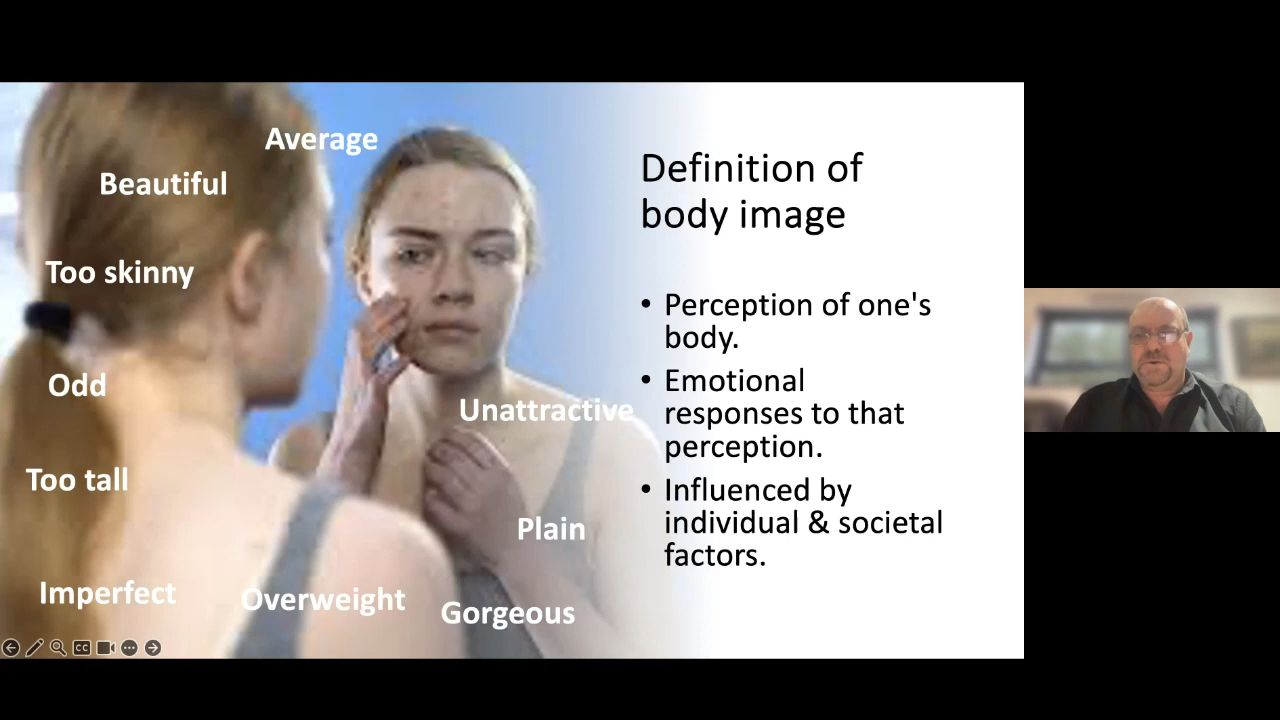 Average
Beautiful
Too skinny
Odd
Unattractive
Too tall
Plain
Imperfect
Overweight
Gorgeous
Definition of
body image
• Perception of one's
body.
• Emotional
responses to that
perception.
• Influenced by
individual & societal
factors.
CC